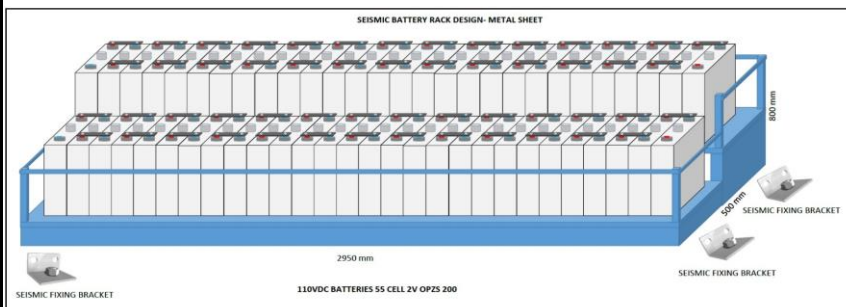 SEISMIC BATTERY RACK DESIGN- METAL SHEET
800 mm
500 mm
SEISMIC FIXING BRACKET
2950 mm
SEISMIC FIXING BRACKET
SEISMIC FIXING BRACKET
110VDC BATTERIES 55 CELL 2V OPZS 200